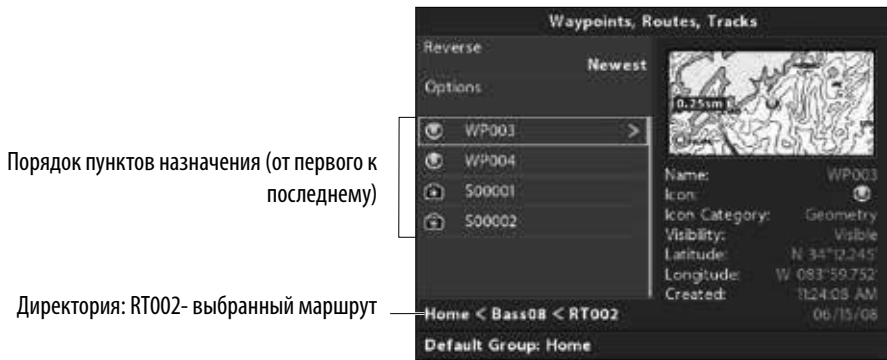 Waypoints, Routes, Tracks
Reverse
Newest
Options
WP003 >
WP004
S00001
S00002
Порядок пунктов назначения (от первого к
последнему)
Директория: RT002- выбранный маршрут
Home < Bass08 < RT002
Default Group: Home
0.25sm
Name: WP003
Icon:
Icon Category: Geometry
Visibility: Visible
Latitude: N 34°12.245'
Longitude: W 083°59.752'
Created: 11:24:08 AM
06/15/08